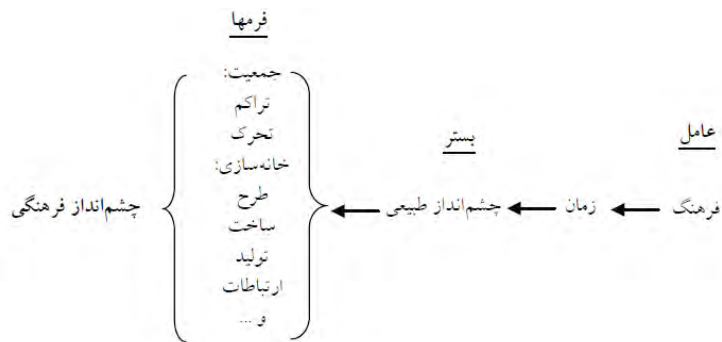 فرمها
عامل
بستر
فرهنگ
زمان
چشم‌انداز طبیعی
جمعیت:
تراکم
تحرک
خانه‌سازی:
طرح
ساخت
تولید
ارتباطات
و ...
چشم‌انداز فرهنگی